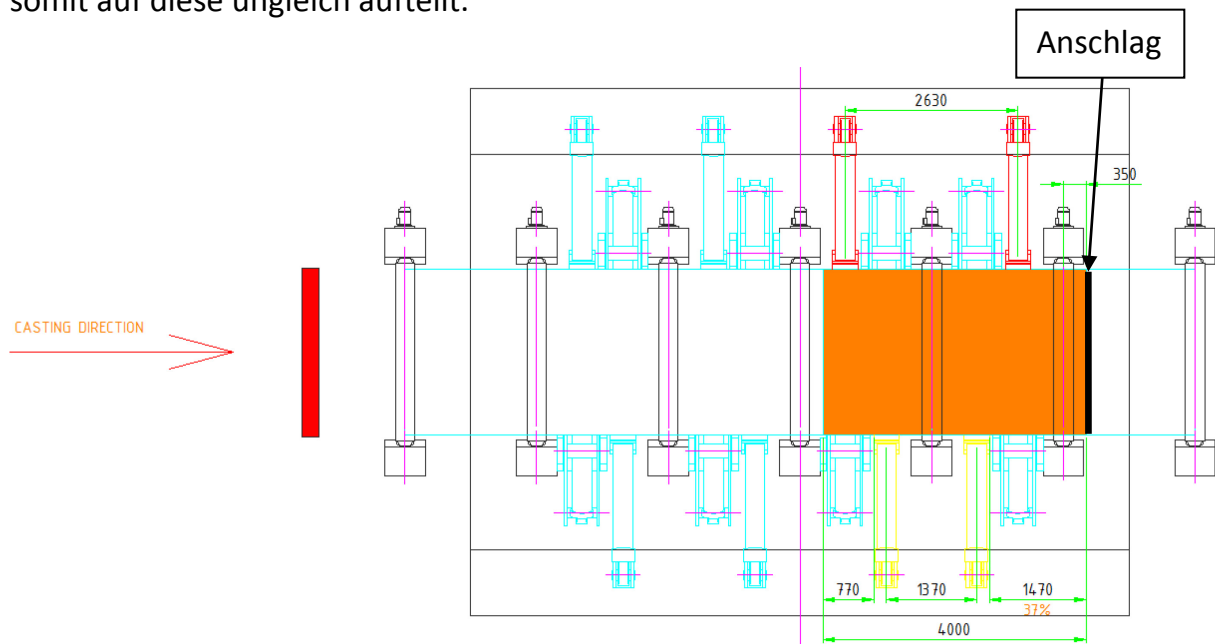 somit auf diese ungleich aufteilt.
Anschlag
2630
350
CASTING DIRECTION
770 1370 1470
37%
4000